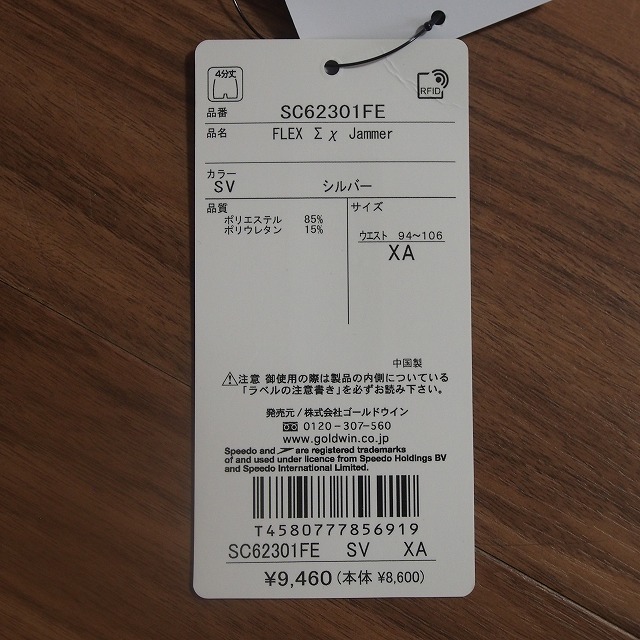 4分丈
RFID
品番 SC62301FE
品名 FLEX Σχ Jammer
カラー
SV シルバー
品質 サイズ
ポリエステル 85%
ポリウレタン 15%
ウエスト 94～106
XA
中国製
⚠注意 御使用の際は製品の内側についている
「ラベルの注意書き」を必ずお読み下さい。
発売元/株式会社ゴールドウイン
0120-307-560
www.goldwin.co.jp
Speedo and are registered trademarks
of and used under licence from Speedo Holdings BV
and Speedo International Limited.
T4580777856919
SC62301FE SV XA
¥9,460(本体 ¥8,600)